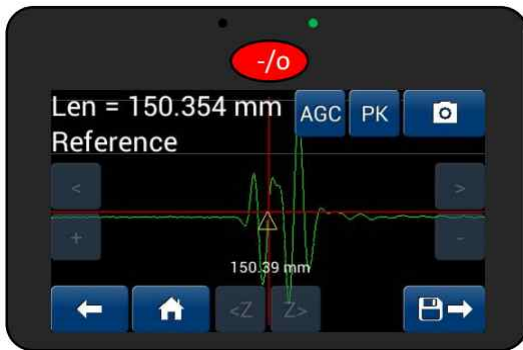 -/o
Len = 150.354 mm AGC PK
Reference
< >
+ -
150.39 mm
<Z Z>